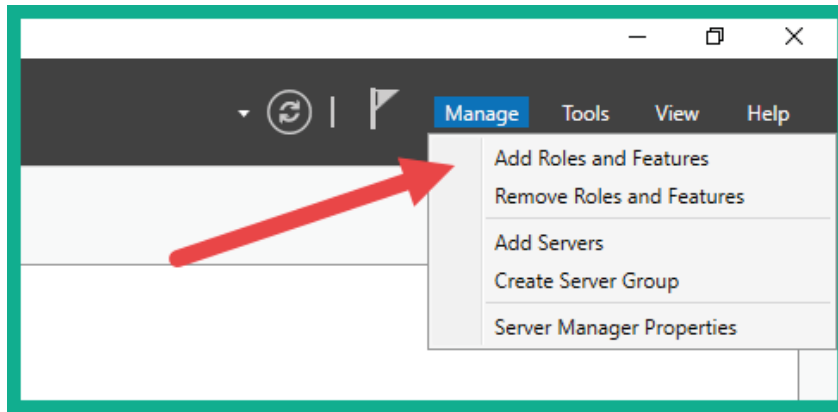 Manage Tools View Help
Add Roles and Features
Remove Roles and Features
Add Servers
Create Server Group
Server Manager Properties